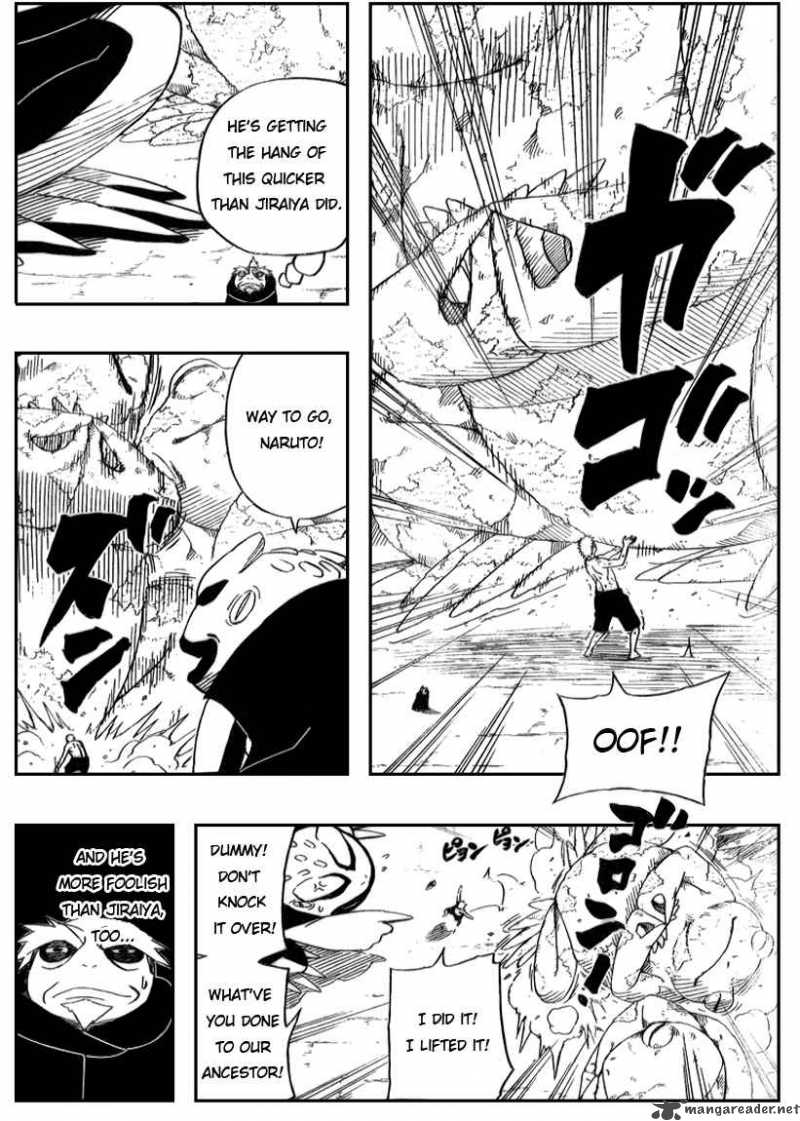 ガゴッ
OOF!!
HE'S GETTING
THE HANG OF
THIS QUICKER
THAN JIRAIYA DID.
WAY TO GO,
NARUTO!
ズズン
ゴロン!
ピョン ピョン
I DID IT!
I LIFTED IT!
DUMMY!
DON'T
KNOCK
IT OVER!
WHAT'VE
YOU DONE
TO OUR
ANCESTOR!
AND HE'S
MORE FOOLISH
THAN JIRAIYA,
TOO...
mangareader.net